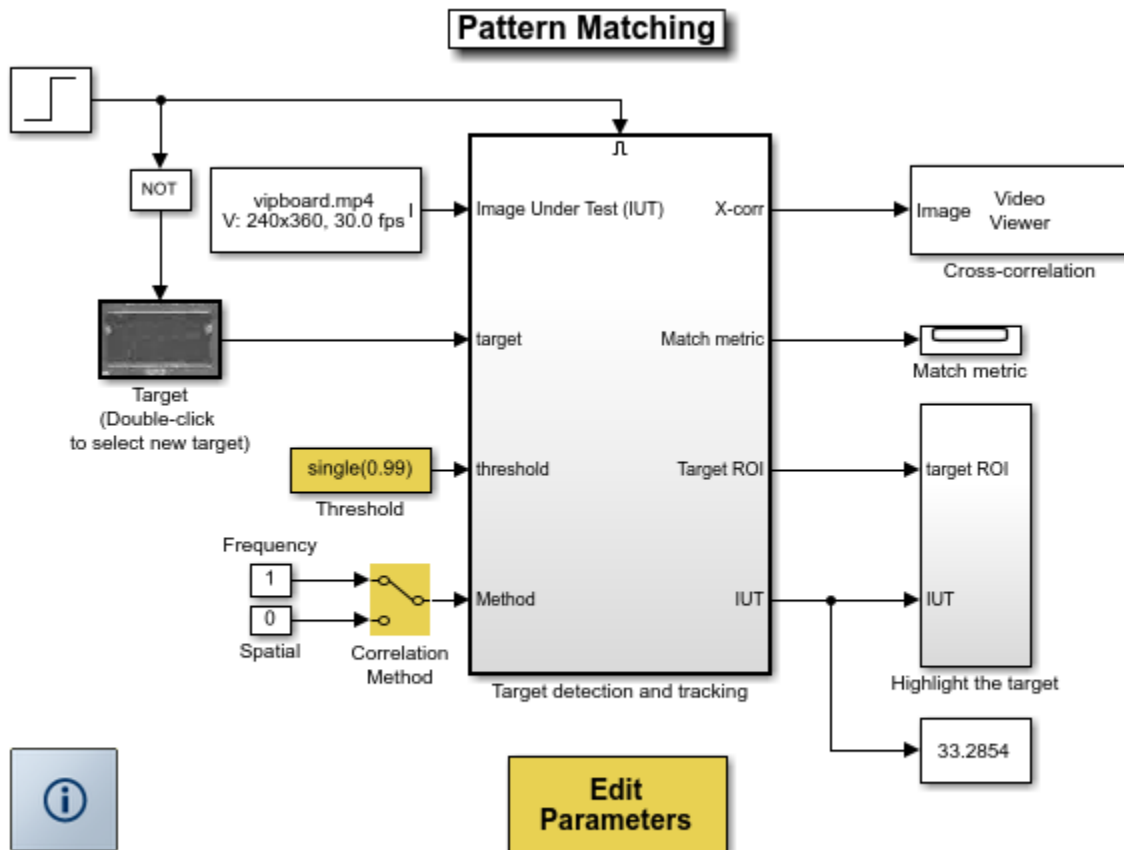 Pattern Matching
NOT
vipboard.mp4
V: 240x360, 30.0 fps
I
Image Under Test (IUT)
X-corr
Image
Video
Viewer
Cross-correlation
target
Match metric
Match metric
Target
(Double-click
to select new target)
single(0.99)
Threshold
threshold
Target ROI
target ROI
Frequency
1
0
Spatial
Correlation
Method
Method
IUT
IUT
Target detection and tracking
Highlight the target
33.2854
i
Edit
Parameters